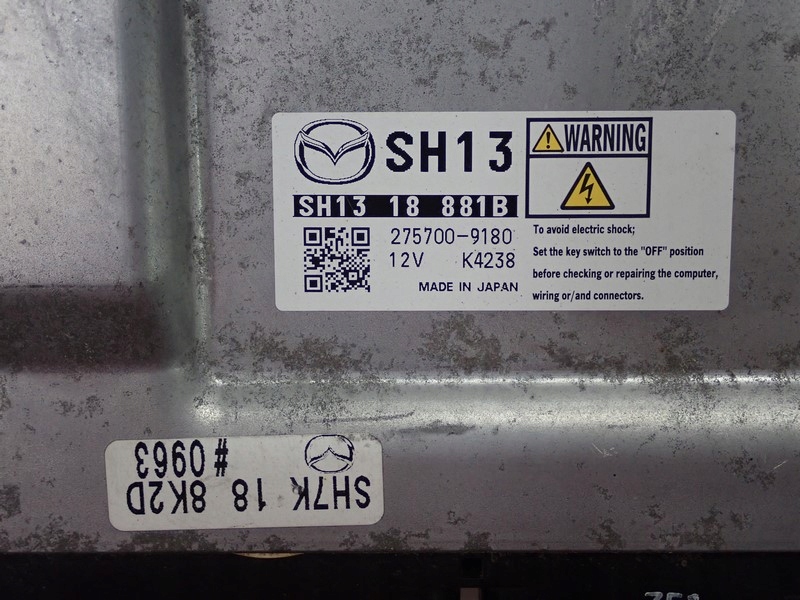 SH13
WARNING
SH13 18 881B
275700-9180
12V K4238
MADE IN JAPAN
To avoid electric shock;
Set the key switch to the "OFF" position
before checking or repairing the computer,
wiring or/and connectors.
SH7K 18 8K2D
# 0963